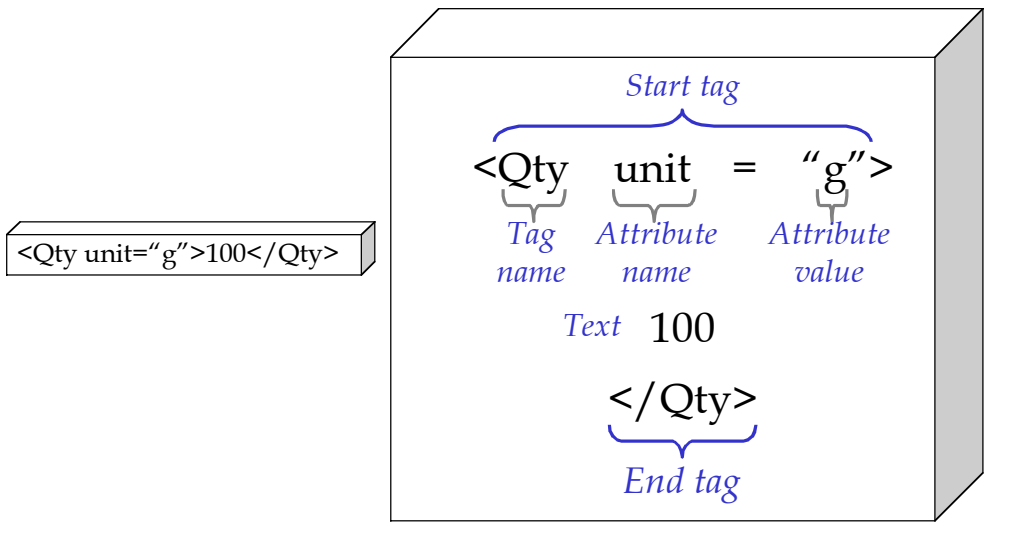 <Qty unit=“g”>100</Qty>
Start tag
<Qty unit = “g”>
Tag Attribute Attribute
name name value
Text 100
</Qty>
End tag